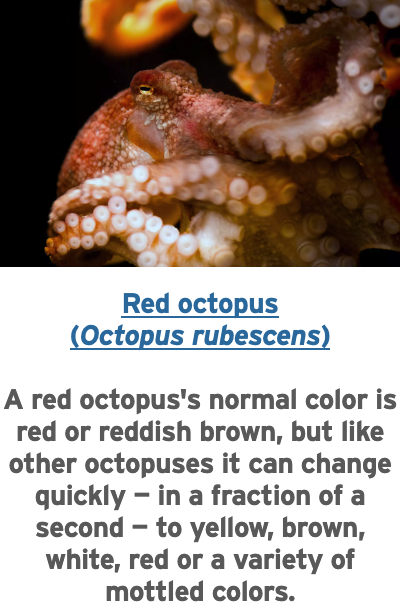 Red octopus
(Octopus rubescens)
A red octopus's normal color is
red or reddish brown, but like
other octopuses it can change
quickly – in a fraction of a
second – to yellow, brown,
white, red or a variety of
mottled colors.